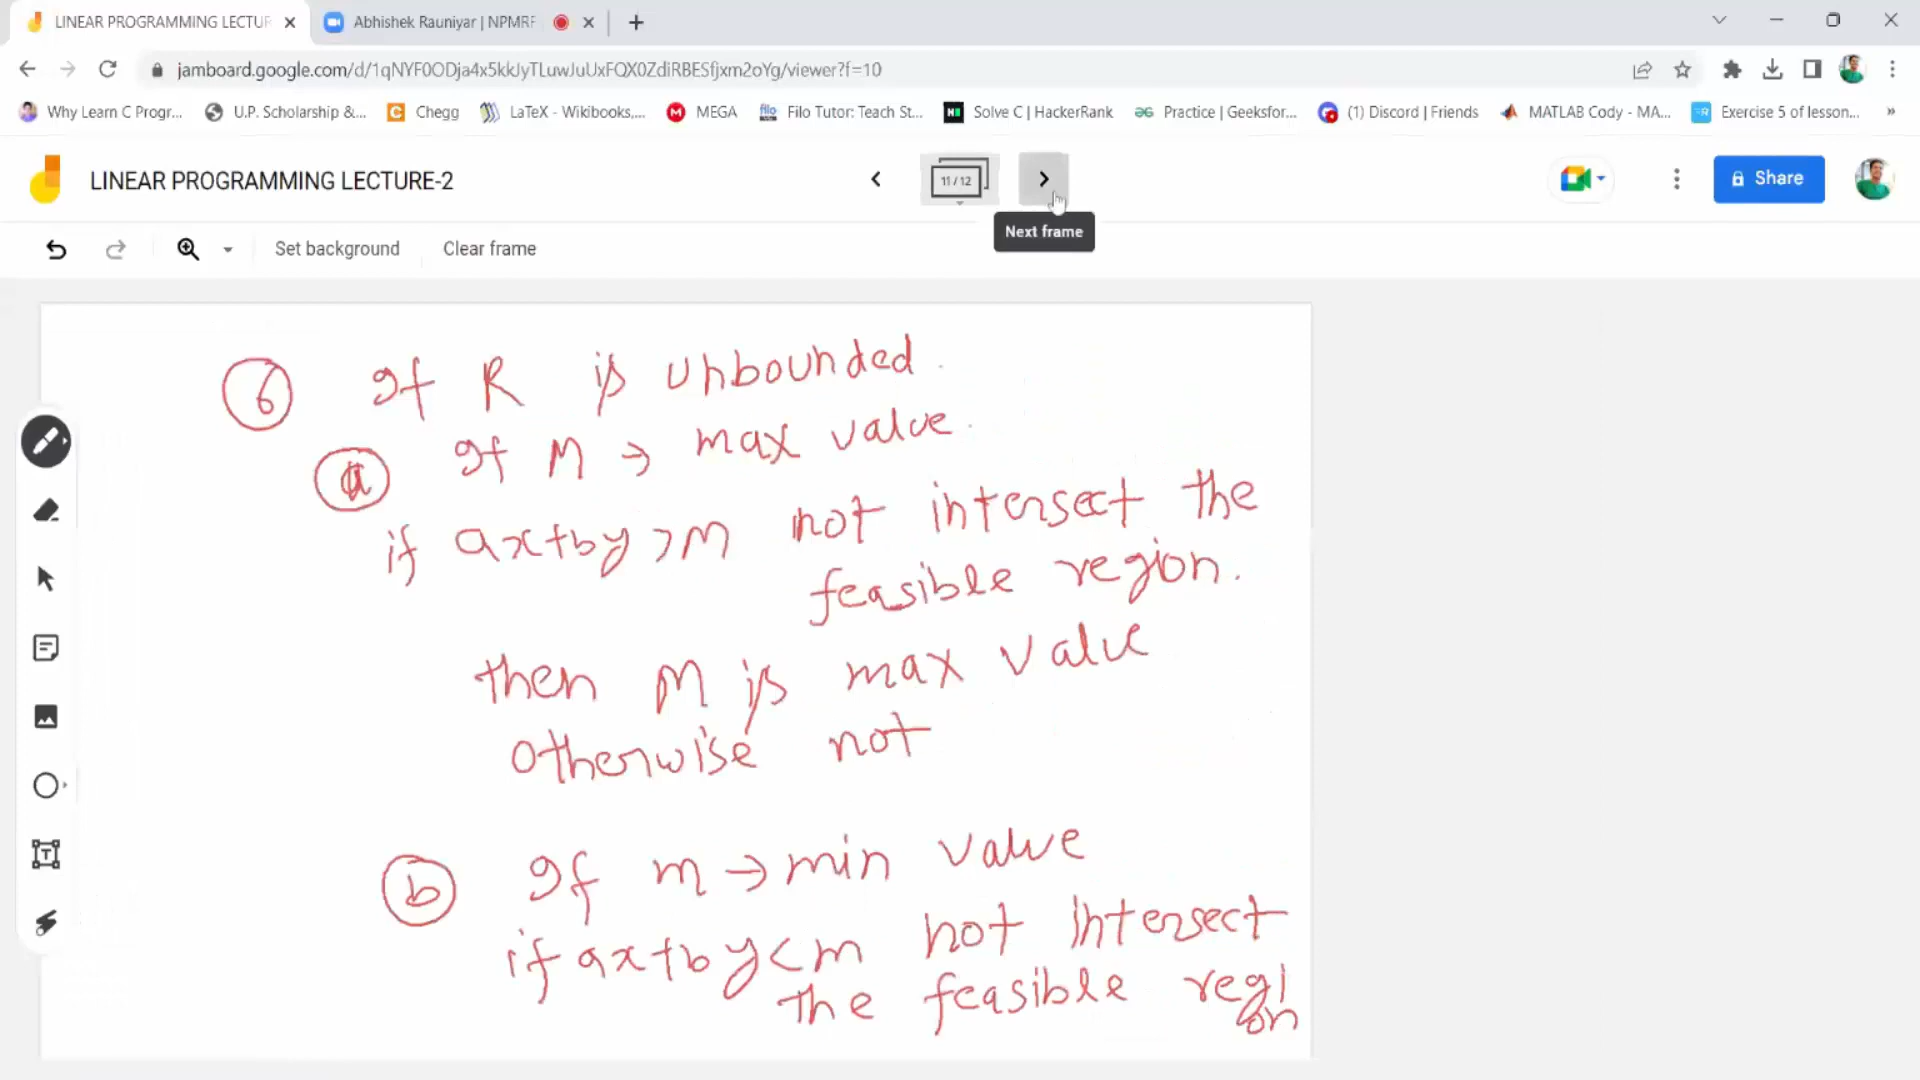 LINEAR PROGRAMMING LECTUR
Abhishek Rauniyar | NPMRF
jamboard.google.com/d/1qNYF0ODja4x5kkJyTLuwJuUxFQX0ZdiRBESfjxm2oYg/viewer?f=10
Why Learn C Progr... U.P. Scholarship &... Chegg LaTeX - Wikibooks,... MEGA Filo Tutor: Teach St... Solve C | HackerRank Practice | Geeksfor... (1) Discord | Friends MATLAB Cody - MA... Exercise 5 of lesson... »
LINEAR PROGRAMMING LECTURE-2
11 / 12
Share
Next frame
Set background Clear frame
6 If R is unbounded.
a If M → max value.
if ax+by>M not intersect the
feasible region.
then M is max value
otherwise not
b If m → min value
if ax+by<m not intersect
the feasible regi
on